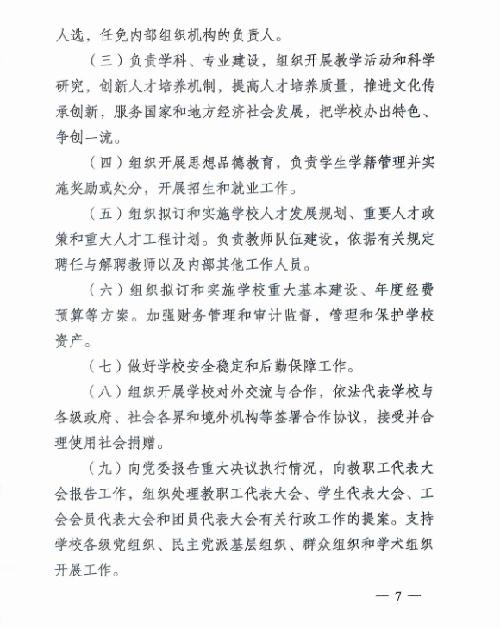 人选，任免内部组织机构的负责人。
（三）负责学科、专业建设，组织开展教学活动和科学
研究，创新人才培养机制，提高人才培养质量，推进文化传
承创新，服务国家和地方经济社会发展，把学校办出特色、
争创一流。
（四）组织开展思想品德教育，负责学生学籍管理并实
施奖励或处分，开展招生和就业工作。
（五）组织拟订和实施学校人才发展规划、重要人才政
策和重大人才工程计划。负责教师队伍建设，依据有关规定
聘任与解聘教师以及内部其他工作人员。
（六）组织拟订和实施学校重大基本建设、年度经费
预算等方案。加强财务管理和审计监督，管理和保护学校
资产。
（七）做好学校安全稳定和后勤保障工作。
（八）组织开展学校对外交流与合作，依法代表学校与
各级政府、社会各界和境外机构等签署合作协议，接受并合
理使用社会捐赠。
（九）向党委报告重大决议执行情况，向教职工代表大
会报告工作，组织处理教职工代表大会、学生代表大会、工
会会员代表大会和团员代表大会有关行政工作的提案。支持
学校各级党组织、民主党派基层组织、群众组织和学术组织
开展工作。
— 7 —